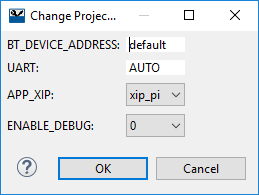 Change Projec...
BT_DEVICE_ADDRESS: default
UART: AUTO
APP_XIP: xip_pi
ENABLE_DEBUG: 0
? OK Cancel